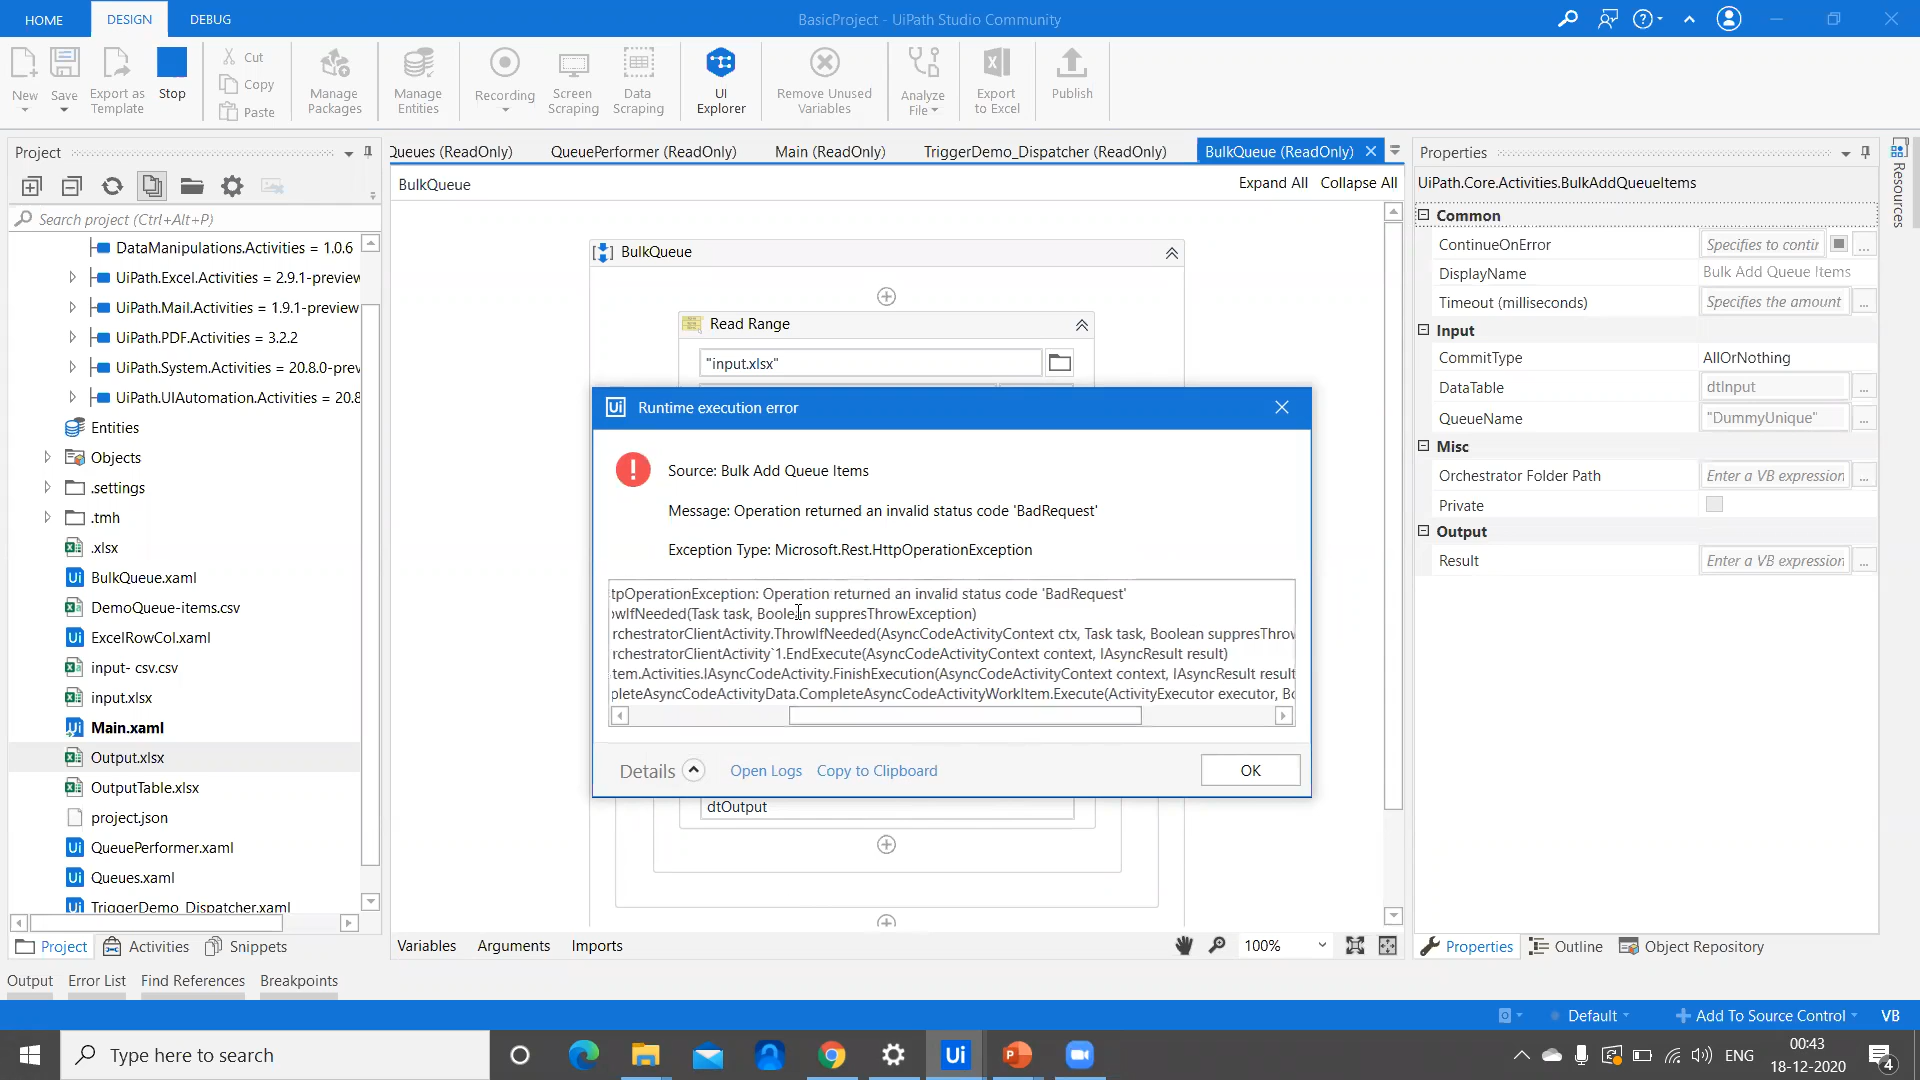 HOME DESIGN DEBUG BasicProject - UiPath Studio Community
New
Save
Export as Template
Stop
Cut
Copy
Paste
Manage Packages
Manage Entities
Recording
Screen Scraping
Data Scraping
UI Explorer
Remove Unused Variables
Analyze File
Export to Excel
Publish
Project
Search project (Ctrl+Alt+P)
DataManipulations.Activities = 1.0.6
UiPath.Excel.Activities = 2.9.1-preview
UiPath.Mail.Activities = 1.9.1-preview
UiPath.PDF.Activities = 3.2.2
UiPath.System.Activities = 20.8.0-prev
UiPath.UIAutomation.Activities = 20.8
Entities
Objects
.settings
.tmh
.xlsx
BulkQueue.xaml
DemoQueue-items.csv
ExcelRowCol.xaml
input- csv.csv
input.xlsx
Main.xaml
Output.xlsx
OutputTable.xlsx
project.json
QueuePerformer.xaml
Queues.xaml
TriggerDemo_Dispatcher.xaml
Project Activities Snippets
Queues (ReadOnly) QueuePerformer (ReadOnly) Main (ReadOnly) TriggerDemo_Dispatcher (ReadOnly) BulkQueue (ReadOnly)
BulkQueue Expand All Collapse All
BulkQueue
Read Range
"input.xlsx"
Ui Runtime execution error
Source: Bulk Add Queue Items
Message: Operation returned an invalid status code 'BadRequest'
Exception Type: Microsoft.Rest.HttpOperationException
tpOperationException: Operation returned an invalid status code 'BadRequest'
owIfNeeded(Task task, Boolean suppresThrowException)
rchestratorClientActivity.ThrowIfNeeded(AsyncCodeActivityContext ctx, Task task, Boolean suppresThrow
rchestratorClientActivity`1.EndExecute(AsyncCodeActivityContext context, IAsyncResult result)
tem.Activities.IAsyncCodeActivity.FinishExecution(AsyncCodeActivityContext context, IAsyncResult result
pleteAsyncCodeActivityData.CompleteAsyncCodeActivityWorkItem.Execute(ActivityExecutor executor, Bo
Details Open Logs Copy to Clipboard OK
dtOutput
Variables Arguments Imports 100%
Properties
UiPath.Core.Activities.BulkAddQueueItems
Common
ContinueOnError Specifies to contir ...
DisplayName Bulk Add Queue Items
Timeout (milliseconds) Specifies the amount ...
Input
CommitType AllOrNothing
DataTable dtInput ...
QueueName "DummyUnique" ...
Misc
Orchestrator Folder Path Enter a VB expression ...
Private
Output
Result Enter a VB expression ...
Properties Outline Object Repository
Resources
Output Error List Find References Breakpoints
Default Add To Source Control VB
Type here to search
Ui
ENG
00:43
18-12-2020
4